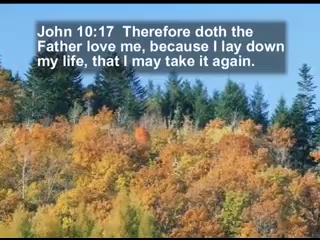 John 10:17  Therefore doth the
Father love me, because I lay down
my life, that I may take it again.